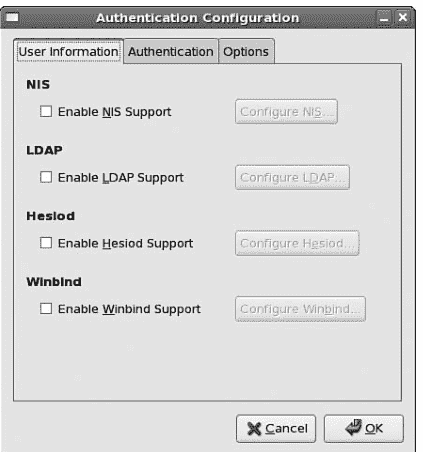 Authentication Configuration
User Information Authentication Options
NIS
Enable NIS Support Configure NIS...
LDAP
Enable LDAP Support Configure LDAP...
Hesiod
Enable Hesiod Support Configure Hesiod...
Winbind
Enable Winbind Support Configure Winbind...
Cancel OK